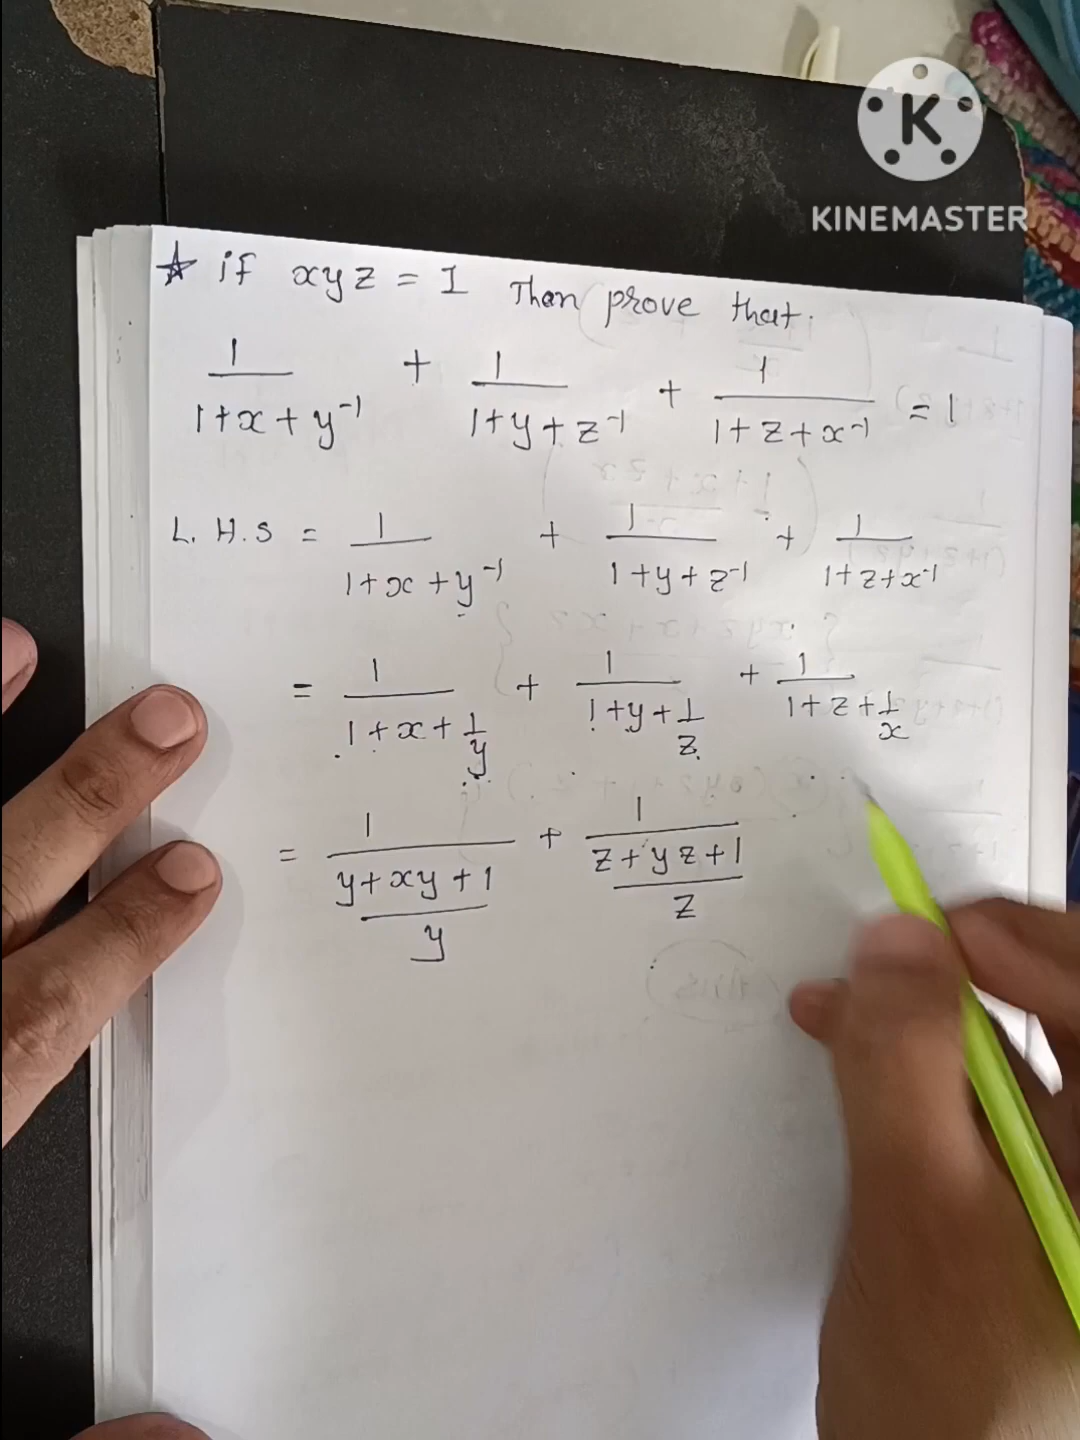 K
KINEMASTER
☆ if xyz = 1 Then prove that.
1/(1+x+y⁻¹) + 1/(1+y+z⁻¹) + 1/(1+z+x⁻¹) = 1
L.H.S = 1/(1+x+y⁻¹) + 1/(1+y+z⁻¹) + 1/(1+z+x⁻¹)
= 1/(1+x+1/y) + 1/(1+y+1/z) + 1/(1+z+1/x)
= 1/((y+xy+1)/y) + 1/((z+yz+1)/z)